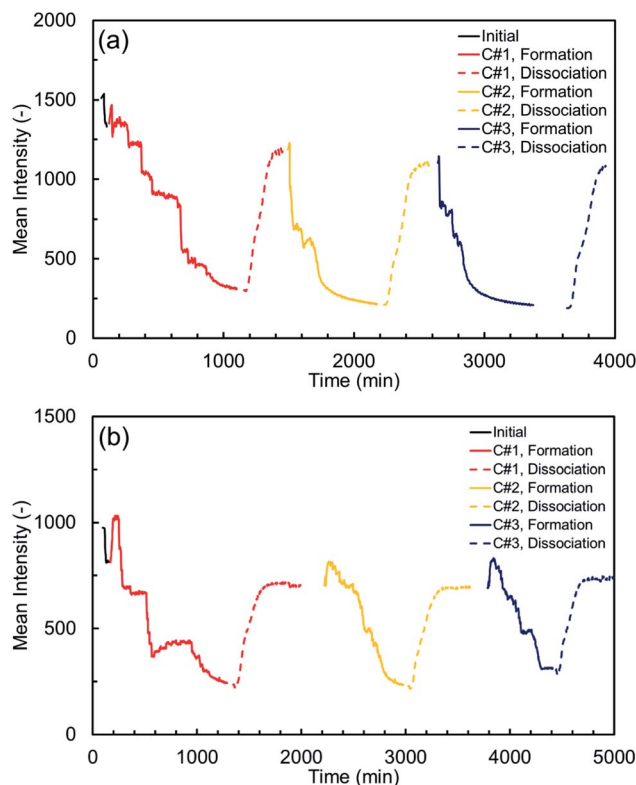 (a)
Initial
C#1, Formation
C#1, Dissociation
C#2, Formation
C#2, Dissociation
C#3, Formation
C#3, Dissociation
2000
1500
1000
500
0
Mean Intensity (-)
0 1000 2000 3000 4000
Time (min)
(b)
Initial
C#1, Formation
C#1, Dissociation
C#2, Formation
C#2, Dissociation
C#3, Formation
C#3, Dissociation
1500
1000
500
0
Mean Intensity (-)
0 1000 2000 3000 4000 5000
Time (min)